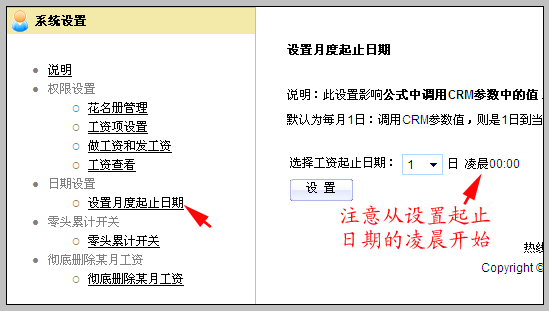 系统设置
说明
权限设置
花名册管理
工资项设置
做工资和发工资
工资查看
日期设置
设置月度起止日期
零头累计开关
零头累计开关
彻底删除某月工资
彻底删除某月工资
设置月度起止日期
说明：此设置影响公式中调用CRM参数中的值
默认为每月1日：调用CRM参数值，则是1日到当
选择工资起止日期： 1 日 凌晨00:00
设 置
注意从设置起止
日期的凌晨开始
热线
Copyright ©